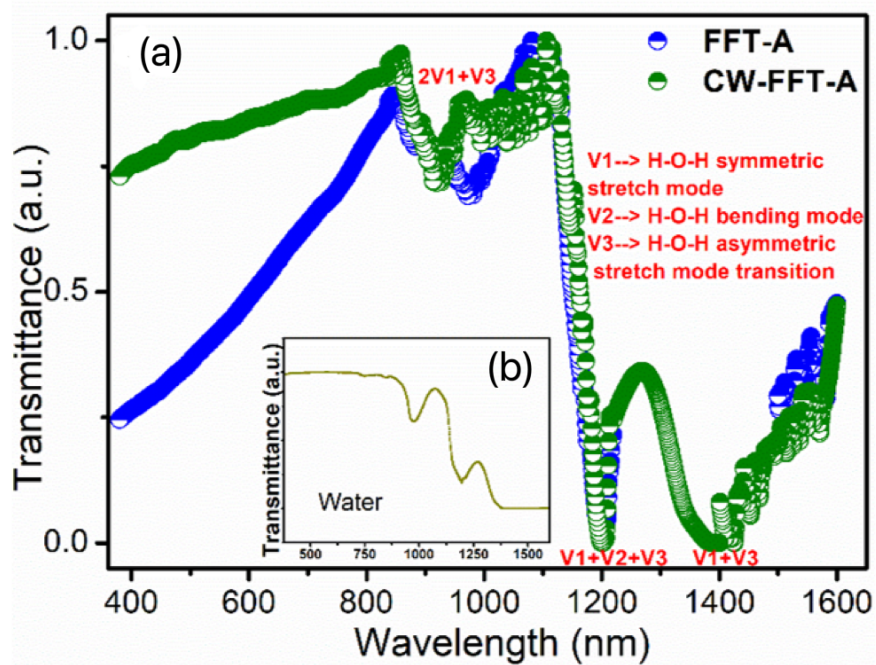 (a)
FFT-A
CW-FFT-A
2V1+V3
V1--> H-O-H symmetric
stretch mode
V2--> H-O-H bending mode
V3--> H-O-H asymmetric
stretch mode transition
Transmittance (a.u.)
1.0
0.5
0.0
(b)
Transmittance (a.u.)
Water
500 750 1000 1250 1500
V1+V2+V3
V1+V3
400 600 800 1000 1200 1400 1600
Wavelength (nm)